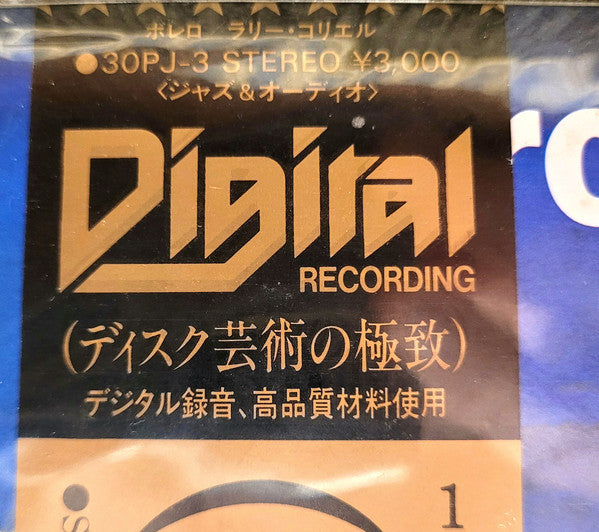 ボレロ ラリー・コリエル
●30PJ-3 STEREO ¥3,000
〈ジャズ&オーディオ〉
Digital
RECORDING
(ディスク芸術の極致)
デジタル録音、高品質材料使用
ro
1